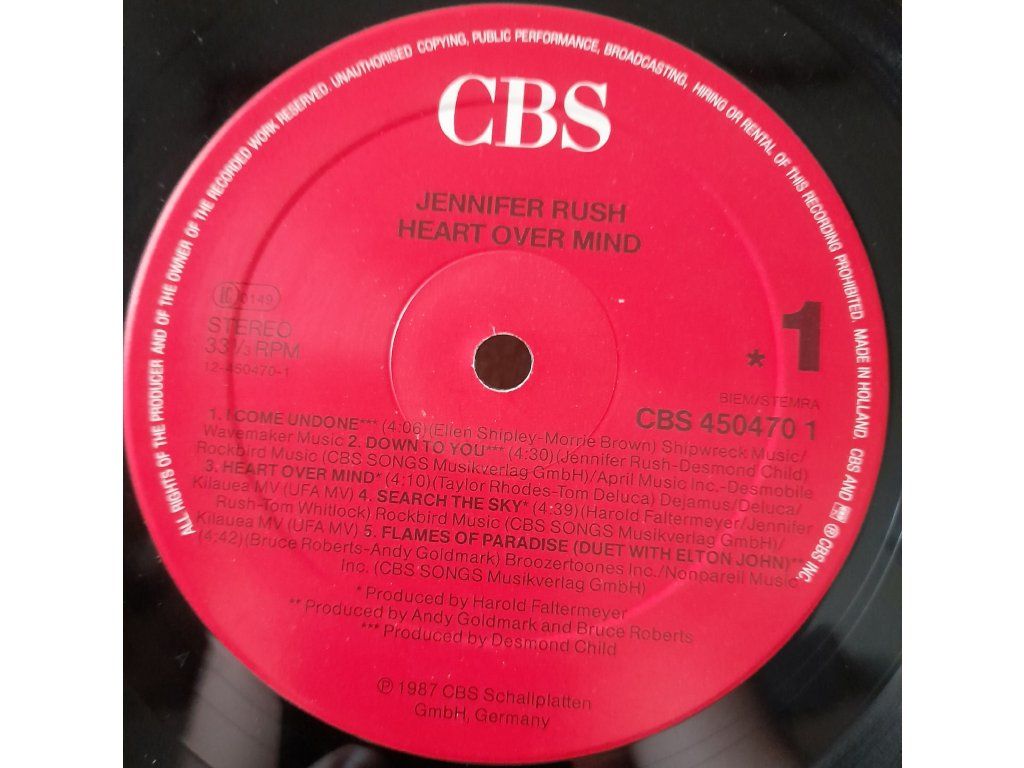 ALL RIGHTS OF THE PRODUCER AND OF THE OWNER OF THE RECORDED WORK RESERVED. UNAUTHORISED COPYING, PUBLIC PERFORMANCE, BROADCASTING, HIRING OR RENTAL OF THIS RECORDING PROHIBITED. MADE IN HOLLAND. CBS AND ℗ CBS INC.
CBS
JENNIFER RUSH
HEART OVER MIND
LC 0149
STEREO
33 1/3 RPM
12-450470-1
* 1
BIEM/STEMRA
CBS 450470 1
1. I COME UNDONE*** (4:06)(Ellen Shipley-Morrie Brown) Shipwreck Music/
Wavemaker Music 2. DOWN TO YOU*** (4:30)(Jennifer Rush-Desmond Child)
Rockbird Music (CBS SONGS Musikverlag GmbH)/April Music Inc.-Desmobile
3. HEART OVER MIND* (4:10)(Taylor Rhodes-Tom Deluca) Dejamus/Deluca/
Kilauea MV (UFA MV) 4. SEARCH THE SKY* (4:39)(Harold Faltermeyer/Jennifer
Rush-Tom Whitlock) Rockbird Music (CBS SONGS Musikverlag GmbH)/
Kilauea MV (UFA MV) 5. FLAMES OF PARADISE (DUET WITH ELTON JOHN)**
(4:42)(Bruce Roberts-Andy Goldmark) Broozertoones Inc./Nonpareil Music,
Inc. (CBS SONGS Musikverlag GmbH)
* Produced by Harold Faltermeyer
** Produced by Andy Goldmark and Bruce Roberts
*** Produced by Desmond Child
℗ 1987 CBS Schallplatten
GmbH, Germany